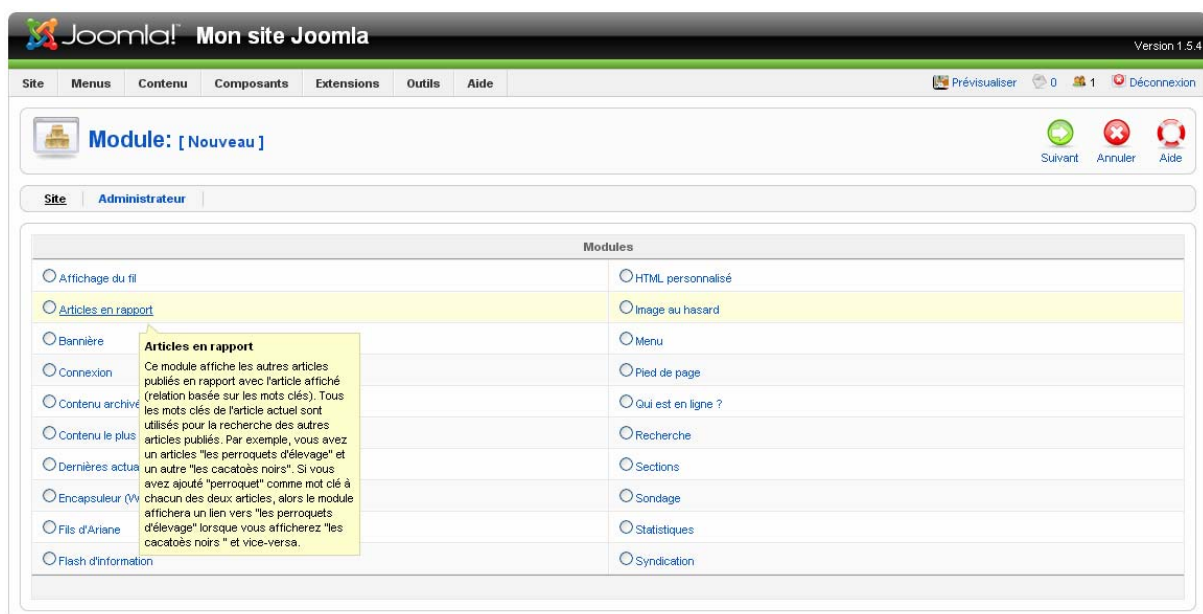 Joomla! Mon site Joomla
Version 1.5.4
Site Menus Contenu Composants Extensions Outils Aide Prévisualiser 0 1 Déconnexion
Module: [ Nouveau ]
Suivant Annuler Aide
Site Administrateur
Modules
Affichage du fil
HTML personnalisé
Articles en rapport
Image au hasard
Bannière
Menu
Connexion
Pied de page
Contenu archivé
Qui est en ligne ?
Contenu le plus
Recherche
Dernières
Sections
Encapsuleur
Sondage
Fils d'Ariane
Statistiques
Flash d'information
Syndication
Articles en rapport
Ce module affiche les autres articles
publiés en rapport avec l'article affiché
(relation basée sur les mots clés). Tous
les mots clés de l'article actuel sont
utilisés pour la recherche des autres
articles publiés. Par exemple, vous avez
un articles "les perroquets d'élevage" et
un autre "les cacatoès noirs". Si vous
avez ajouté "perroquet" comme mot clé à
chacun des deux articles, alors le module
affichera un lien vers "les perroquets
d'élevage" lorsque vous afficherez "les
cacatoès noirs " et vice-versa.